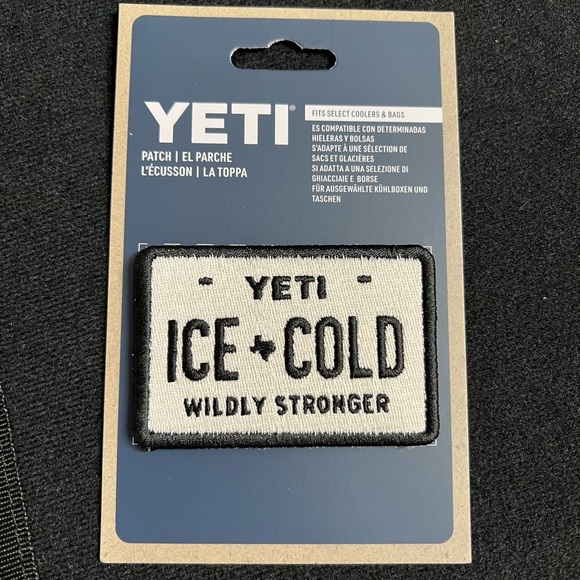 YETI®
PATCH | EL PARCHE
L'ÉCUSSON | LA TOPPA
FITS SELECT COOLERS & BAGS
ES COMPATIBLE CON DETERMINADAS
HIELERAS Y BOLSAS
S'ADAPTE À UNE SÉLECTION DE
SACS ET GLACIÈRES
SI ADATTA A UNA SELEZIONE DI
GHIACCIAIE E BORSE
FÜR AUSGEWÄHLTE KÜHLBOXEN UND
TASCHEN
YETI
ICE COLD
WILDLY STRONGER